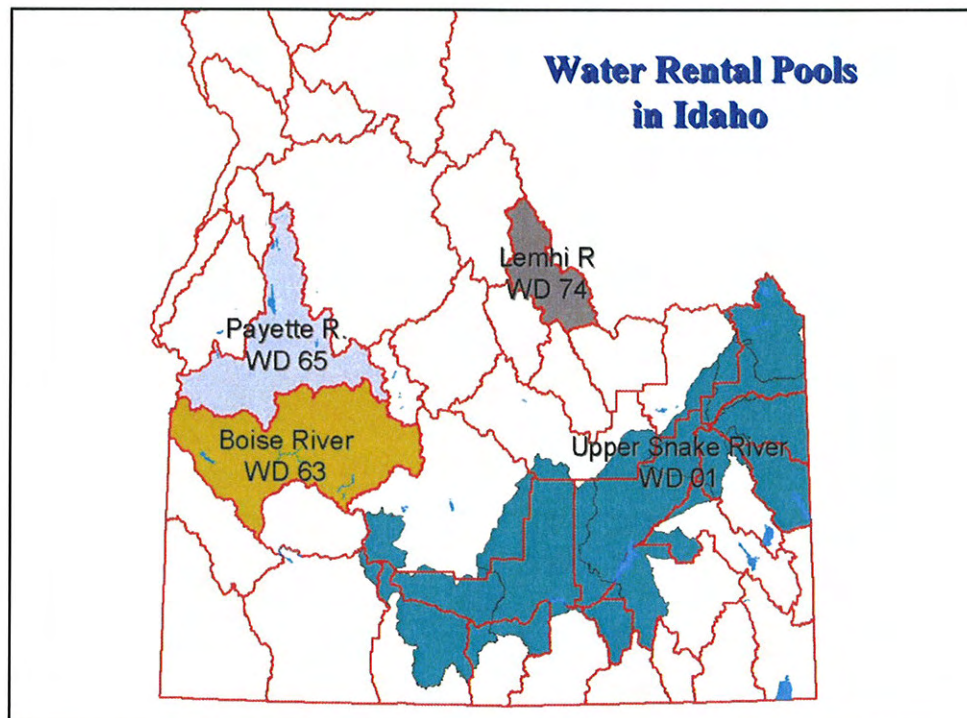 Water Rental Pools
in Idaho
Lemhi R
WD 74
Payette R.
WD 65
Boise River
WD 63
Upper Snake River
WD 01